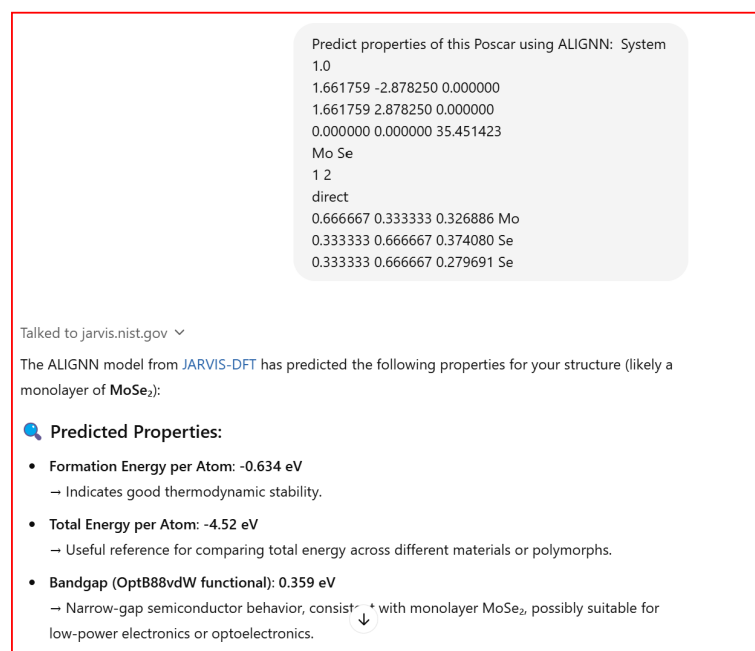 Predict properties of this Poscar using ALIGNN:  System
1.0
1.661759 -2.878250 0.000000
1.661759 2.878250 0.000000
0.000000 0.000000 35.451423
Mo Se
1 2
direct
0.666667 0.333333 0.326886 Mo
0.333333 0.666667 0.374080 Se
0.333333 0.666667 0.279691 Se
Talked to jarvis.nist.gov
The ALIGNN model from JARVIS-DFT has predicted the following properties for your structure (likely a
monolayer of MoSe₂):
🔍 Predicted Properties:
• Formation Energy per Atom: -0.634 eV
→ Indicates good thermodynamic stability.
• Total Energy per Atom: -4.52 eV
→ Useful reference for comparing total energy across different materials or polymorphs.
• Bandgap (OptB88vdW functional): 0.359 eV
→ Narrow-gap semiconductor behavior, consistent with monolayer MoSe₂, possibly suitable for
low-power electronics or optoelectronics.